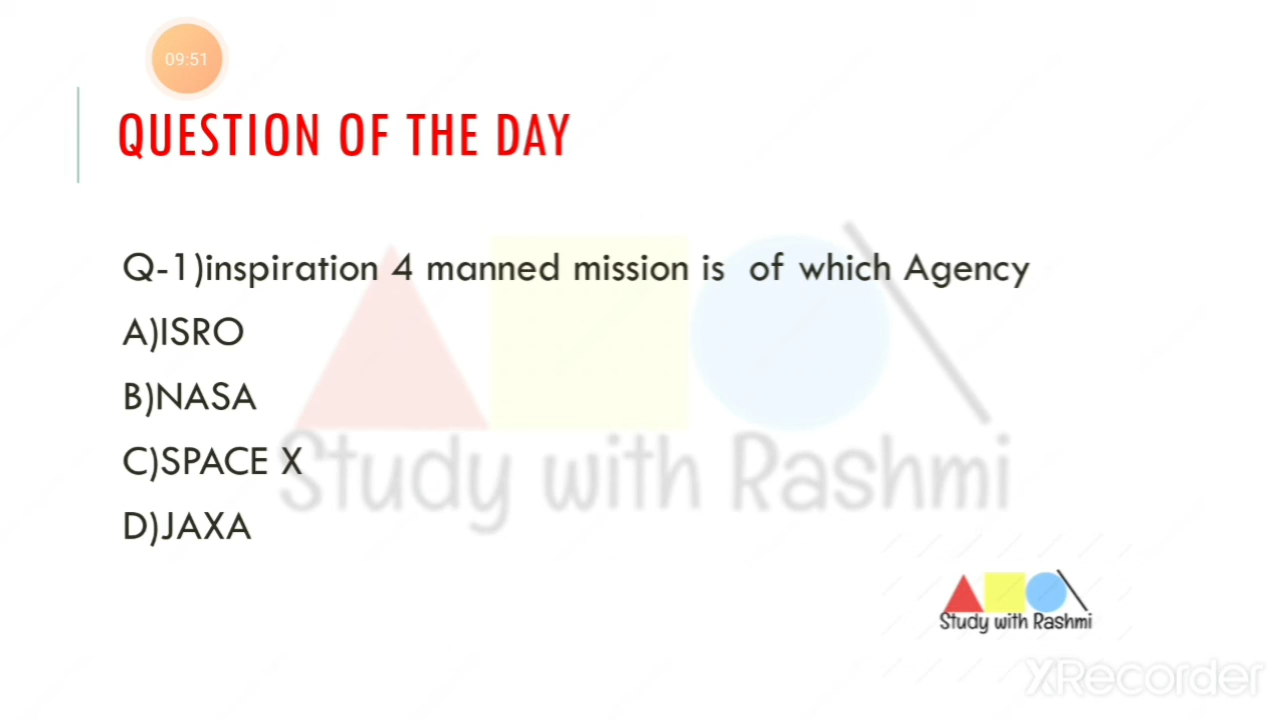 09:51
QUESTION OF THE DAY
Q-1)inspiration 4 manned mission is of which Agency
A)ISRO
B)NASA
C)SPACE X
D)JAXA
Study with Rashmi
Study with Rashmi
XRecorder